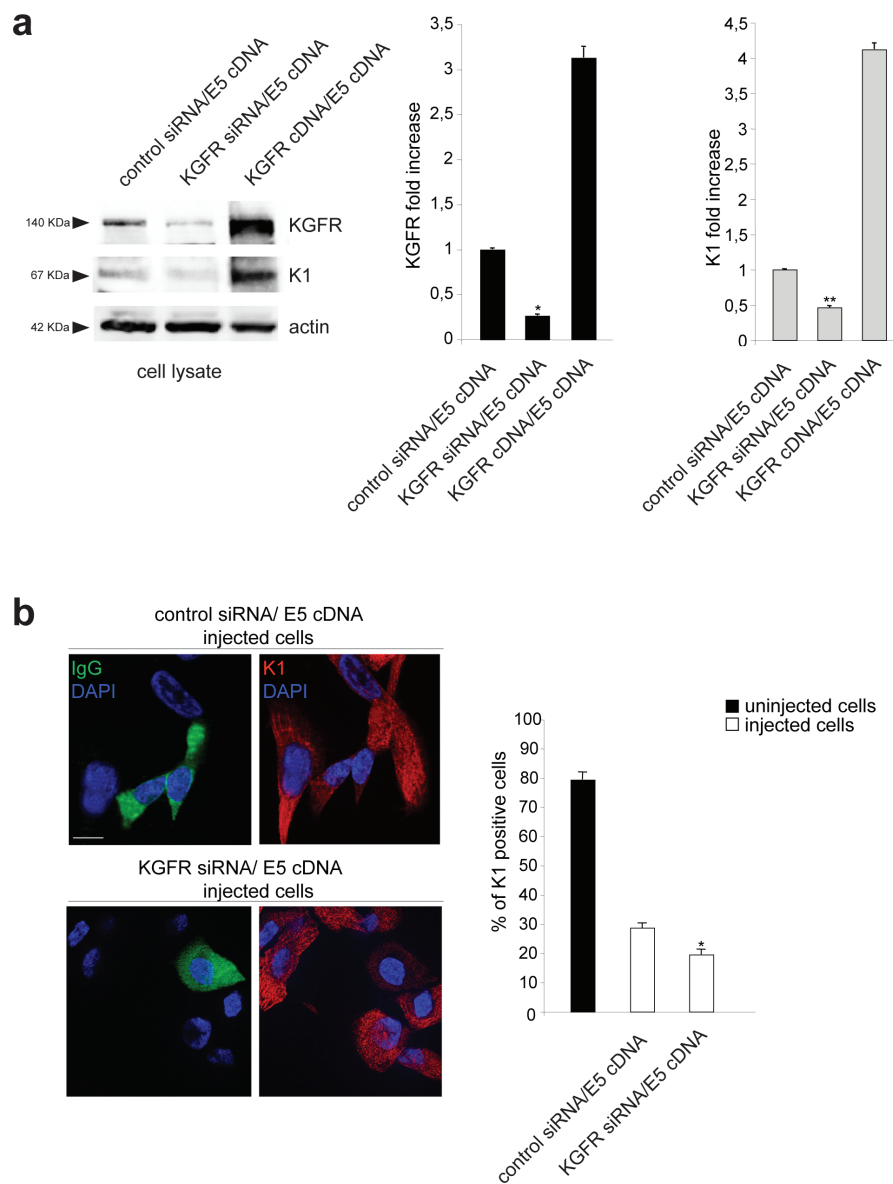 a
control siRNA/E5 cDNA
KGFR siRNA/E5 cDNA
KGFR cDNA/E5 cDNA
140 KDa
KGFR
67 KDa
K1
42 KDa
actin
cell lysate
KGFR fold increase
3,5
3
2,5
2
1,5
1
0,5
0
*
control siRNA/E5 cDNA
KGFR siRNA/E5 cDNA
KGFR cDNA/E5 cDNA
K1 fold increase
4,5
4
3,5
3
2,5
2
1,5
1
0,5
0
**
control siRNA/E5 cDNA
KGFR siRNA/E5 cDNA
KGFR cDNA/E5 cDNA
b
control siRNA/ E5 cDNA
injected cells
IgG
DAPI
K1
DAPI
KGFR siRNA/ E5 cDNA
injected cells
uninjected cells
injected cells
% of K1 positive cells
100
90
80
70
60
50
40
30
20
10
0
*
control siRNA/E5 cDNA
KGFR siRNA/E5 cDNA